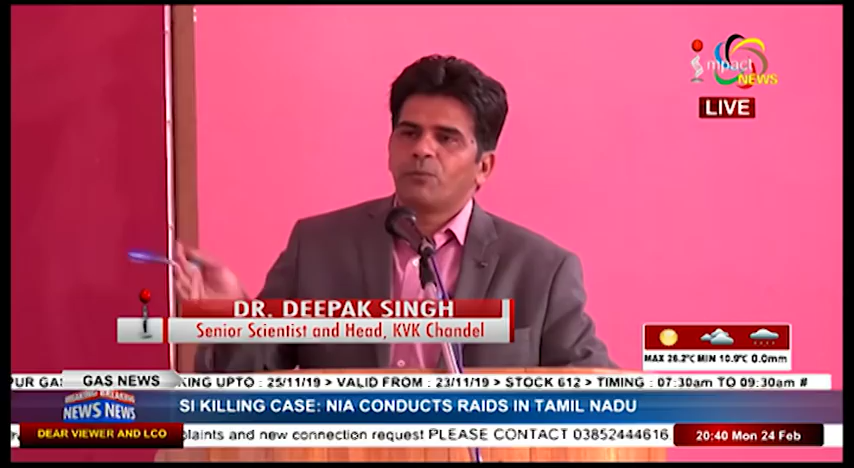 impact
NEWS
LIVE
DR. DEEPAK SINGH
Senior Scientist and Head, KVK Chandel
MAX 26.2°C MIN 10.9°C 0.0mm
GAS NEWS
KING UPTO : 25/11/19 > VALID FROM : 23/11/19 > STOCK 612 > TIMING : 07:30am TO 09:30am #
BREAKING BREAKING
NEWS NEWS
SI KILLING CASE: NIA CONDUCTS RAIDS IN TAMIL NADU
DEAR VIEWER AND LCO
plaints and new connection request PLEASE CONTACT 03852444616.
20:40 Mon 24 Feb